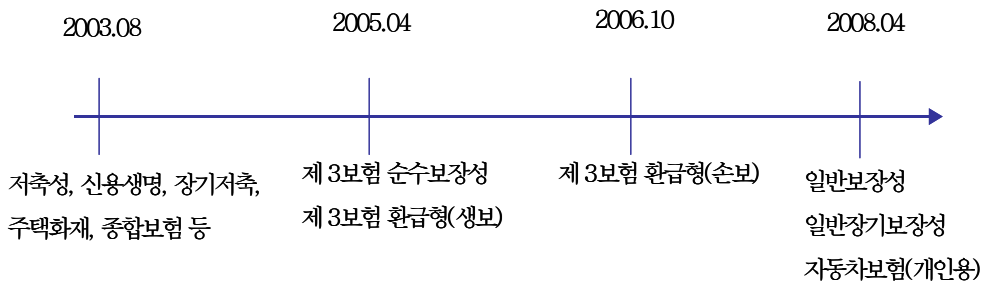 2003.08
2005.04
2006.10
2008.04
저축성, 신용생명, 장기저축,
주택화재, 종합보험 등
제 3보험 순수보장성
제 3보험 환급형(생보)
제 3보험 환급형(손보)
일반보장성
일반장기보장성
자동차보험(개인용)